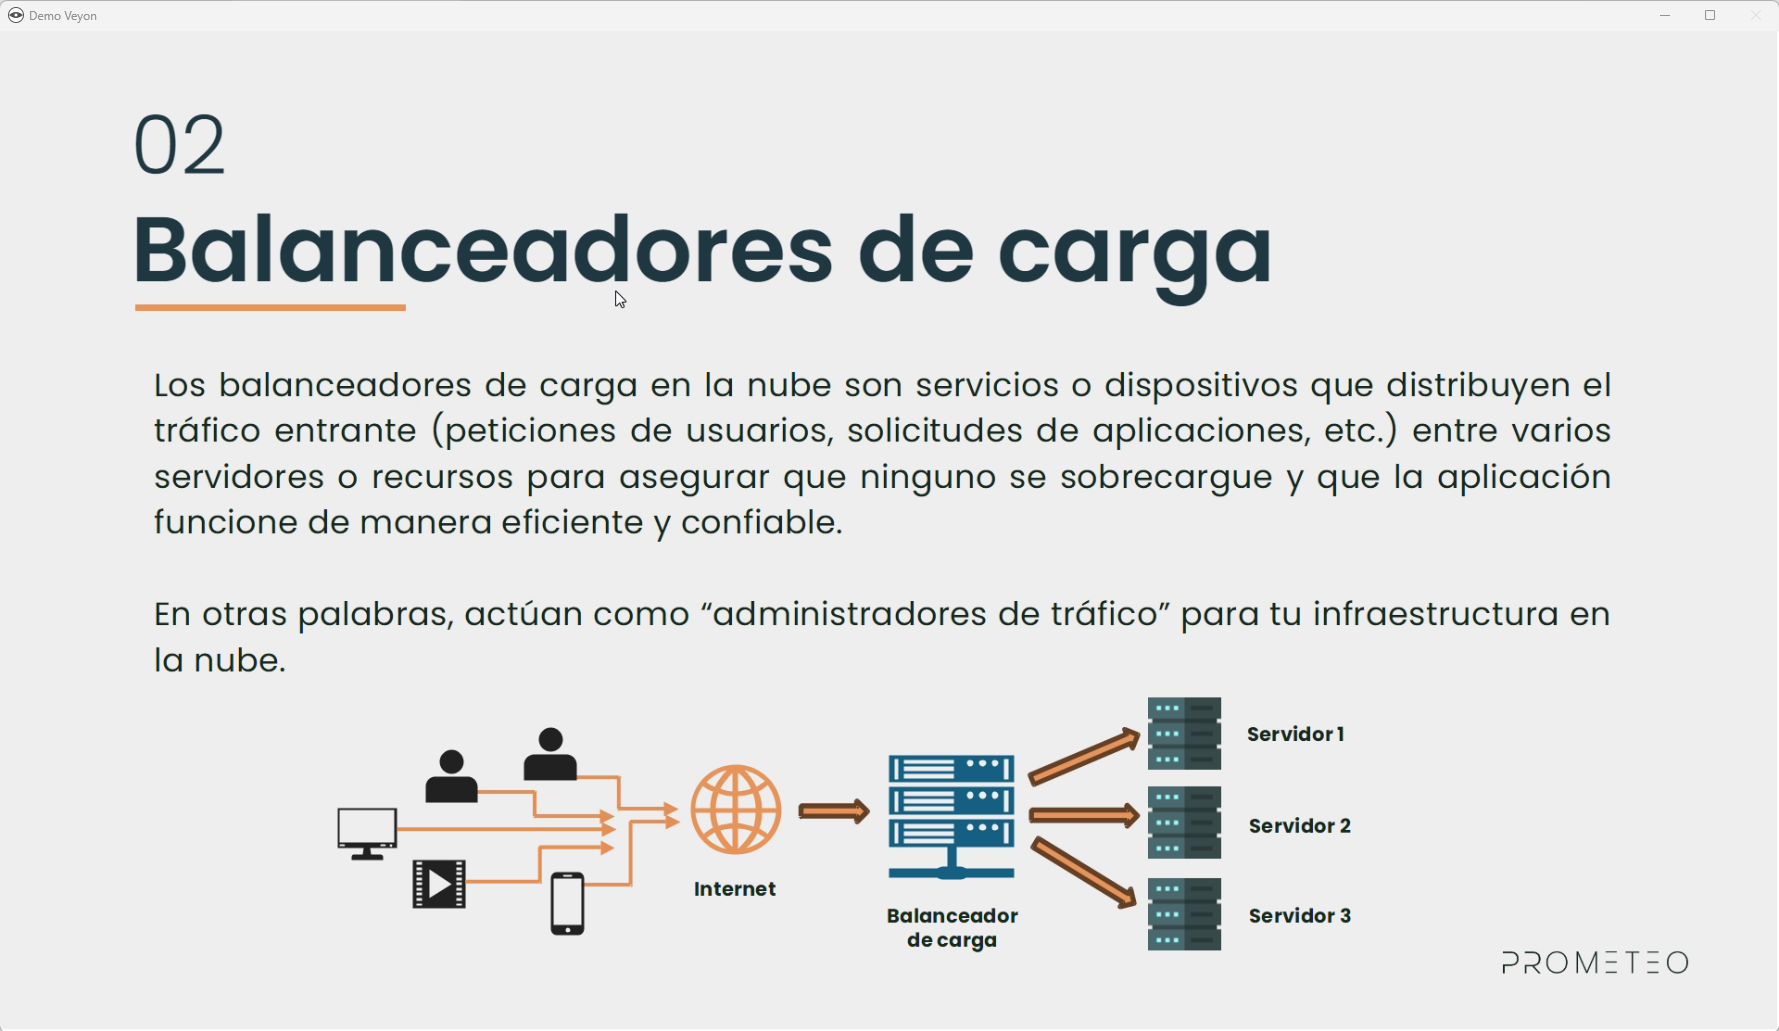 Demo Veyon
02
Balanceadores de carga
Los balanceadores de carga en la nube son servicios o dispositivos que distribuyen el
tráfico entrante (peticiones de usuarios, solicitudes de aplicaciones, etc.) entre varios
servidores o recursos para asegurar que ninguno se sobrecargue y que la aplicación
funcione de manera eficiente y confiable.
En otras palabras, actúan como “administradores de tráfico” para tu infraestructura en
la nube.
Internet
Balanceador
de carga
Servidor 1
Servidor 2
Servidor 3
PROMETEO